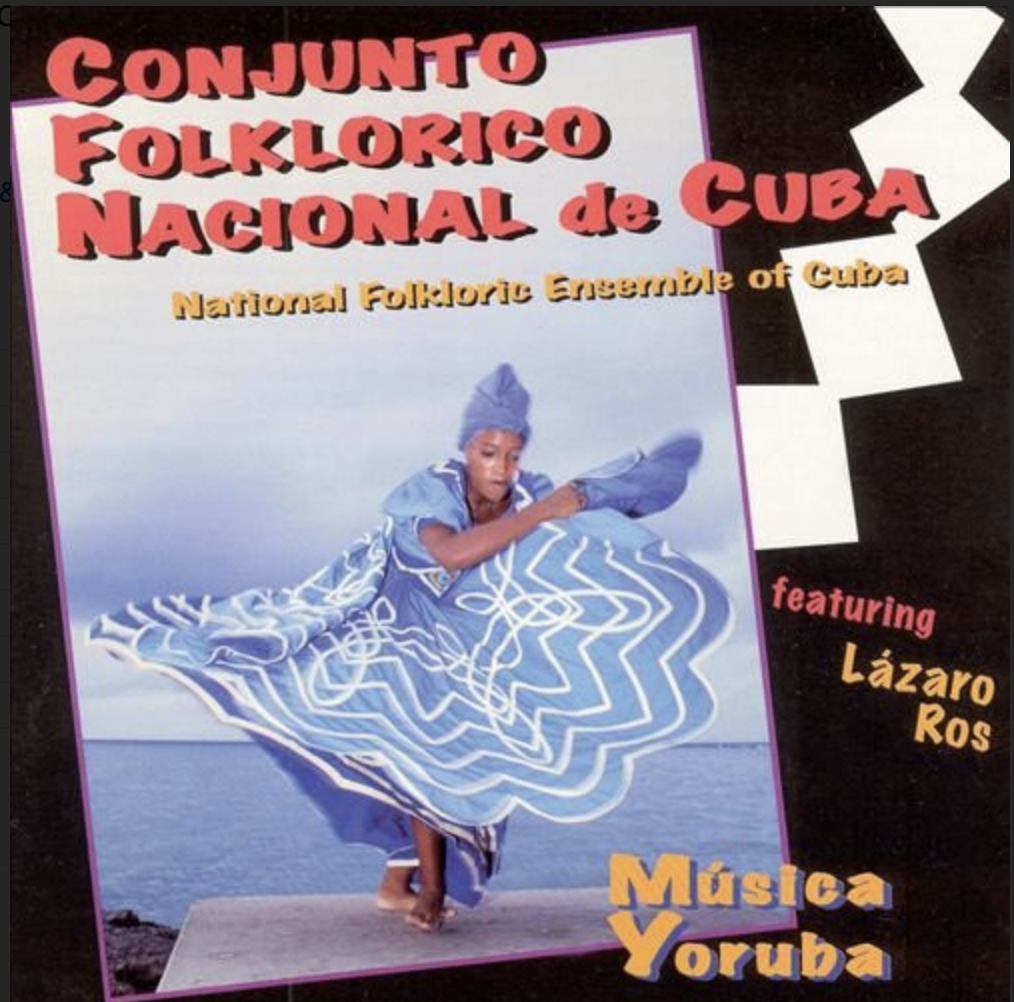 CONJUNTO
FOLKLORICO
NACIONAL de CUBA
National Folkloric Ensemble of Cuba
featuring
Lázaro
Ros
Música
Yoruba